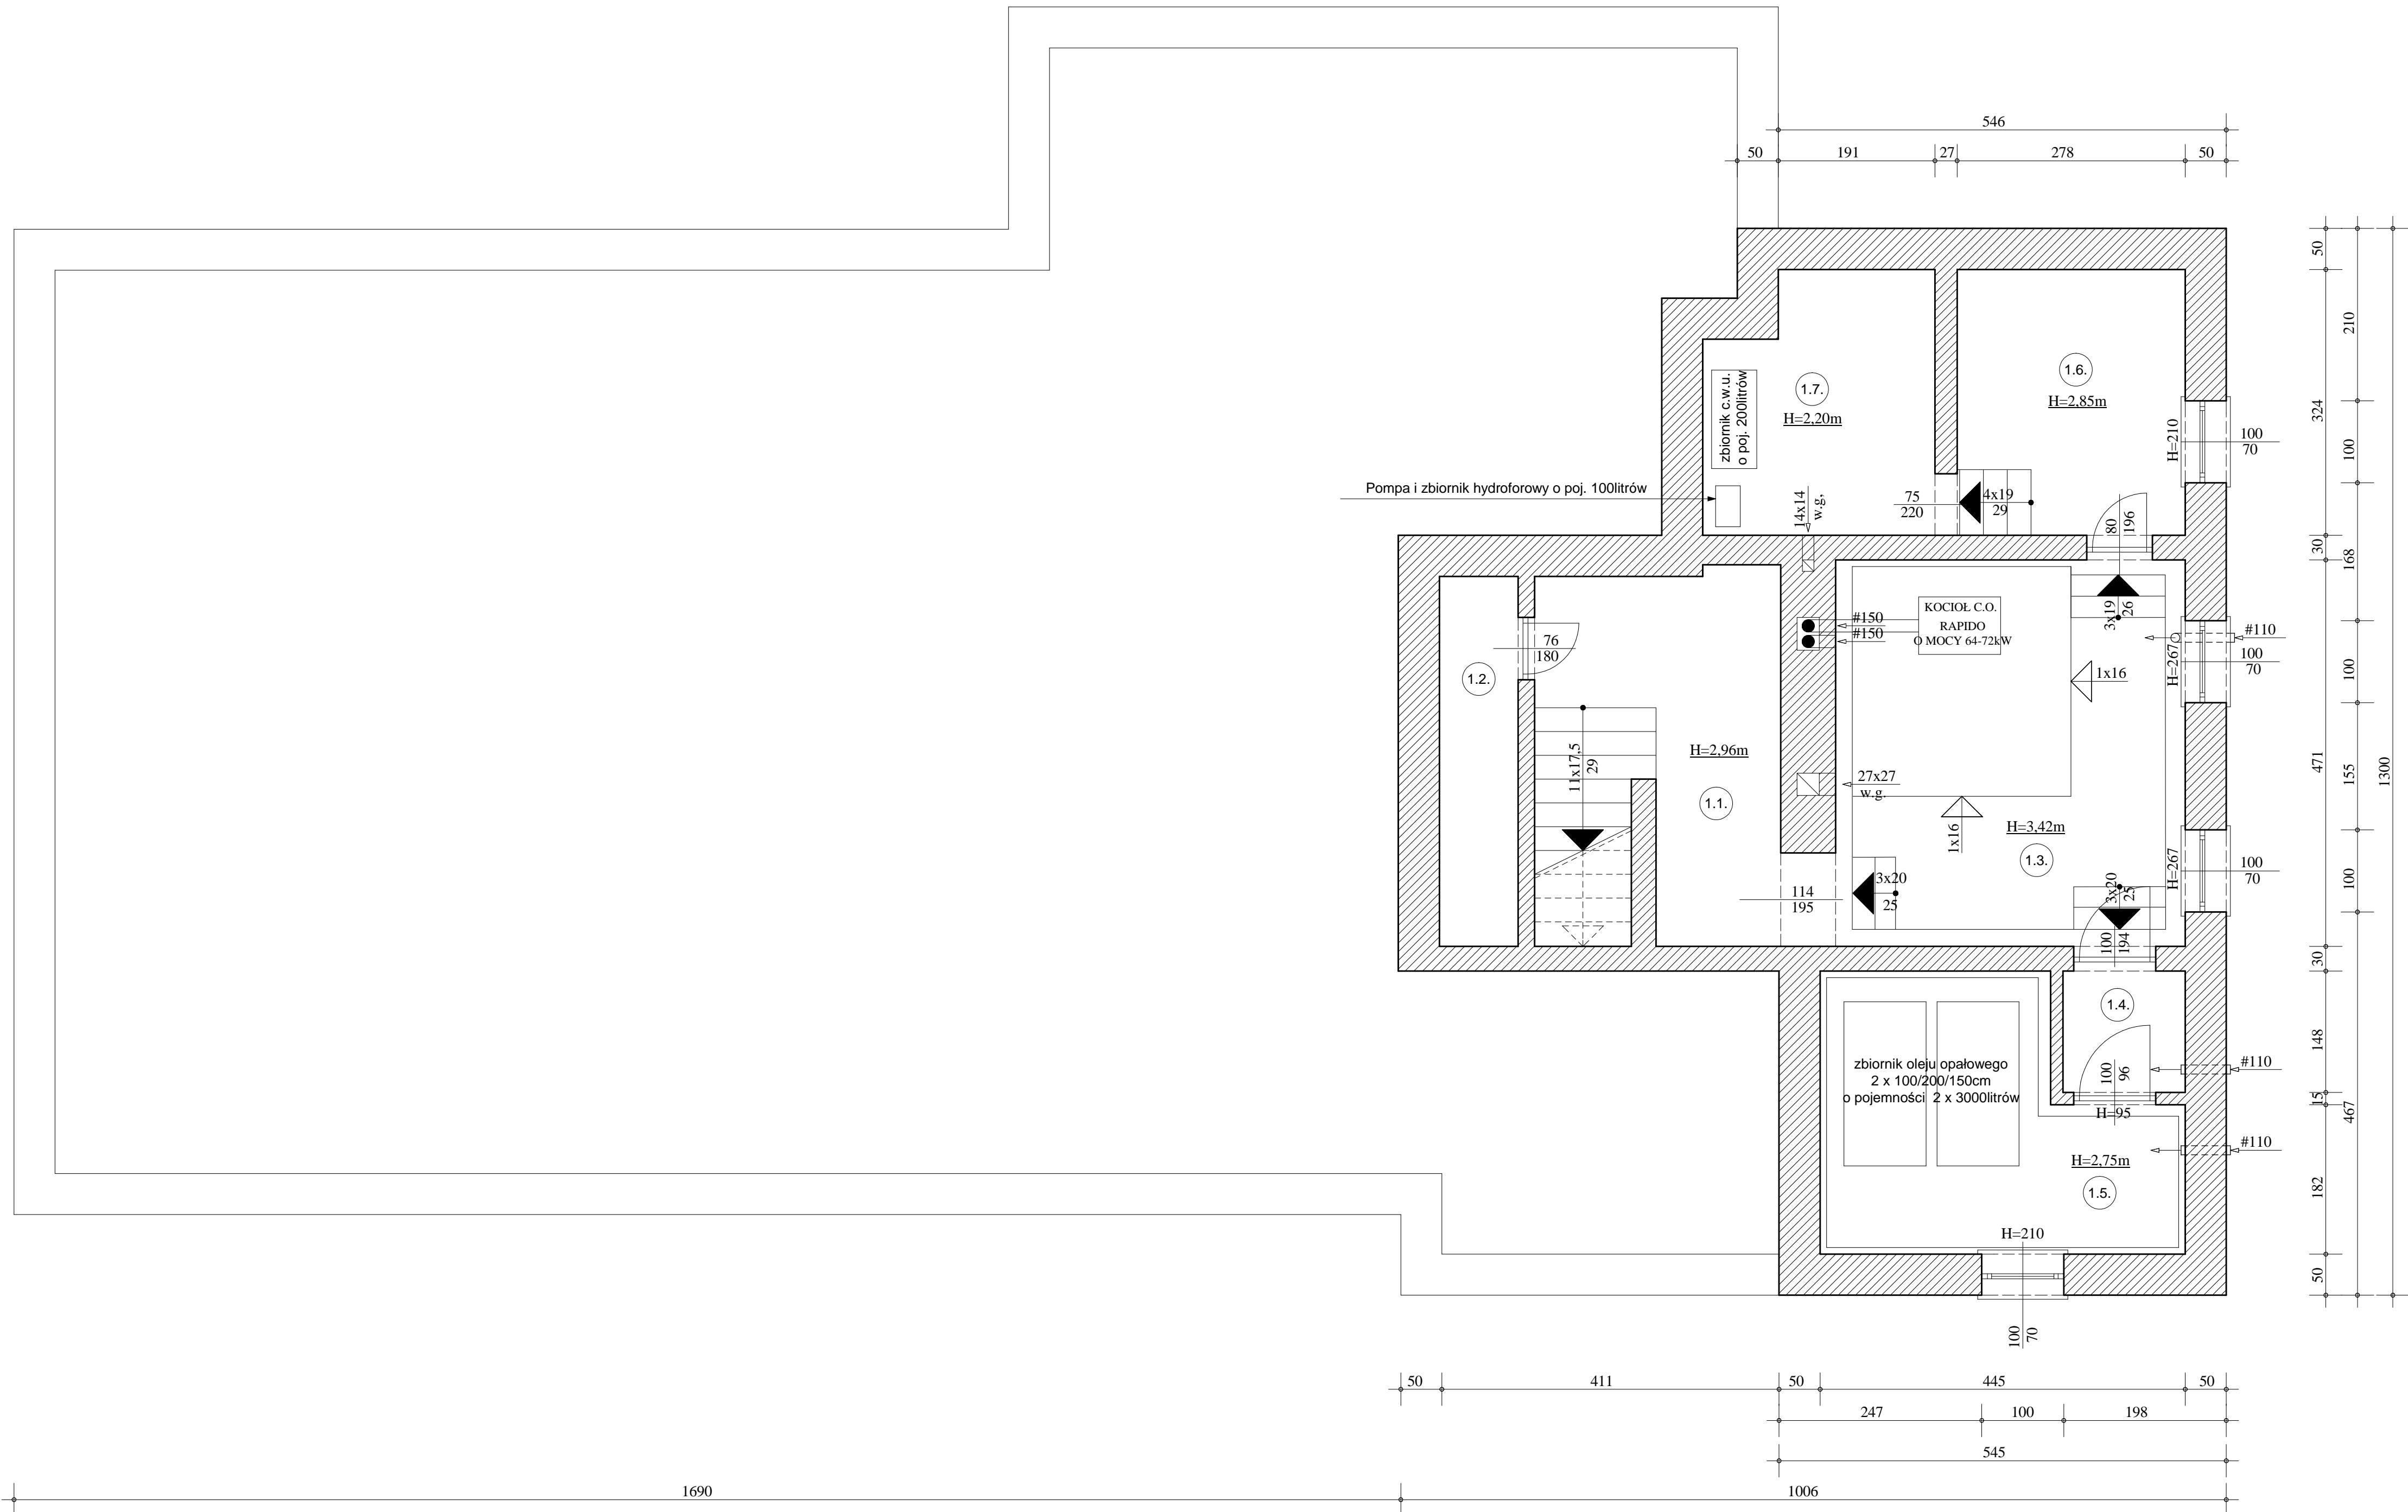 546
50 191 27 278 50
1.7.
H=2,20m
1.6.
H=2,85m
zbiornik c.w.u.
o poj. 200litrów
Pompa i zbiornik hydroforowy o poj. 100litrów
14x14
w.g,
75
220
4x19
29
80
196
H=210
100
70
1.2.
76
180
#150
#150
KOCIOŁ C.O.
RAPIDO
O MOCY 64-72kW
3x19
26
1x16
#110
H=267
100
70
11x17,5
29
H=2,96m
1.1.
27x27
w.g.
1x16
H=3,42m
1.3.
114
195
3x20
25
3x20
25
H=267
100
70
100
194
1.4.
zbiornik oleju opałowego
2 x 100/200/150cm
o pojemności 2 x 3000litrów
100
96
H=95
#110
#110
H=2,75m
1.5.
H=210
100
70
50
324
30
471
30
148
15
182
50
210
100
168
100
155
100
467
1300
50 411 50 445 50
247 100 198
545
1690 1006